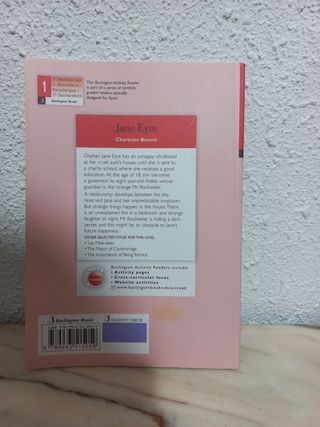 1
1º Bachillerato
Burlington Books
This Burlington Activity Reader
is part of a series of carefully
graded readers specially
designed for Spain.
Jane Eyre
Charlotte Brontë
Orphan Jane Eyre has an unhappy childhood
at her cruel aunt's house, until she is sent to
a charity school, where she receives a good
education. At the age of 18, she becomes
a governess to eight-year-old Adèle, whose
guardian is the strange Mr Rochester.
A relationship develops between the shy,
reserved Jane and her unpredictable employer.
But strange things happen in the house. There
is an unexplained fire in a bedroom and strange
laughter at night. Mr Rochester is hiding a dark
secret and this might be an obstacle to Jane's
future happiness.
OTHER SELECTED TITLES FOR THIS LEVEL
• Les Misérables
• The Mayor of Casterbridge
• The Importance of Being Earnest
Burlington Activity Readers include:
• Activity pages
• Cross-curricular focus
• Website activities
www.burlingtonbooks.es/actread
Burlington Books
VALIDITY CHECK